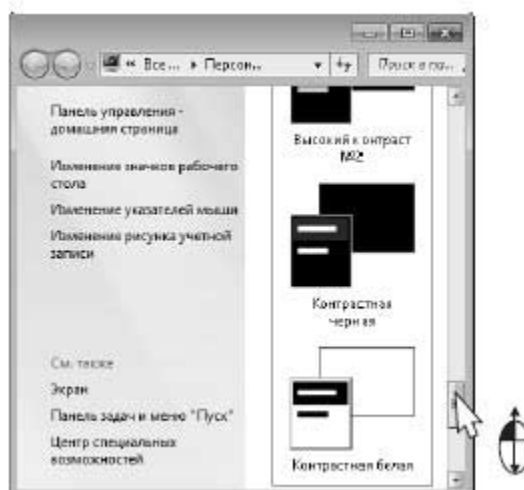 « Все... ▸ Персон...
Поиск в па...
Панель управления -
домашняя страница
Изменение значков рабочего
стола
Изменение указателей мыши
Изменение рисунка учетной
записи
См. также
Экран
Панель задач и меню "Пуск"
Центр специальных
возможностей
Высокий контраст
№2
Контрастная
черная
Контрастная белая